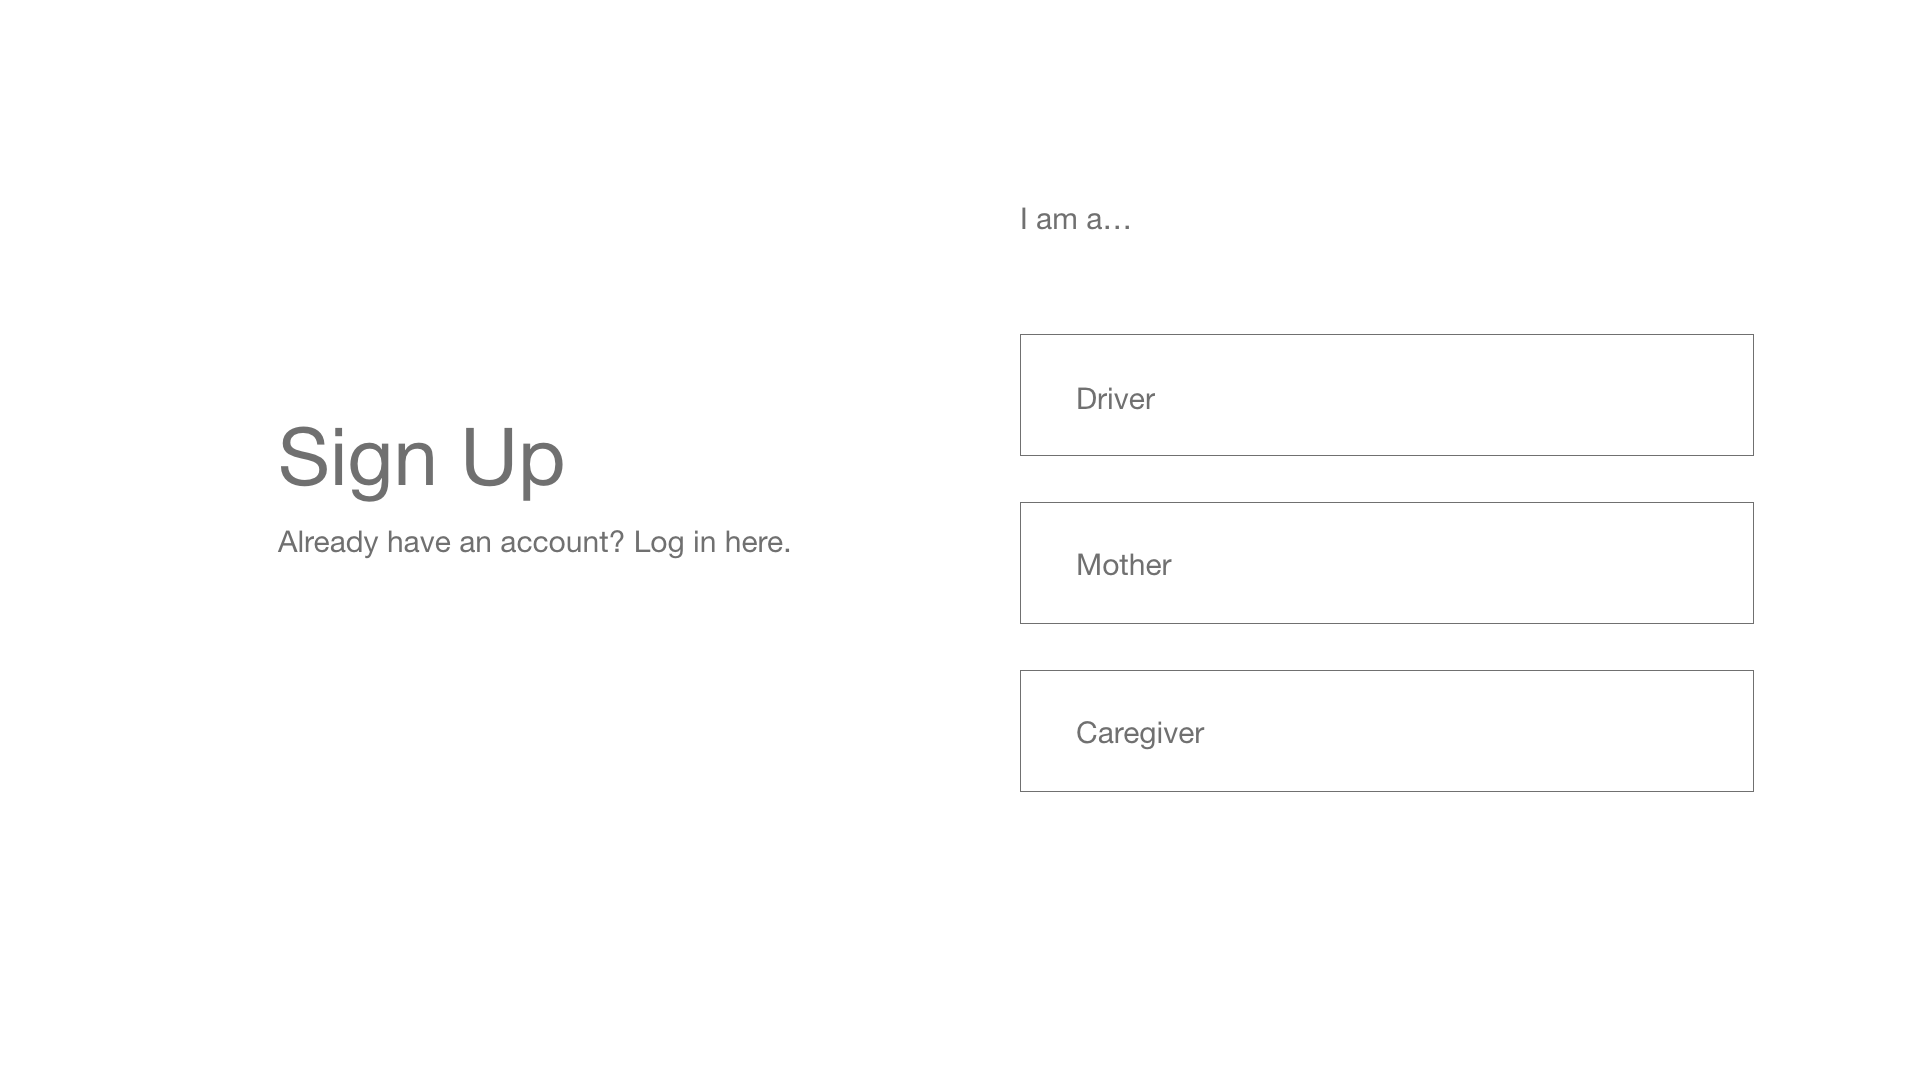 Sign Up
Already have an account? Log in here.
I am a…
Driver
Mother
Caregiver